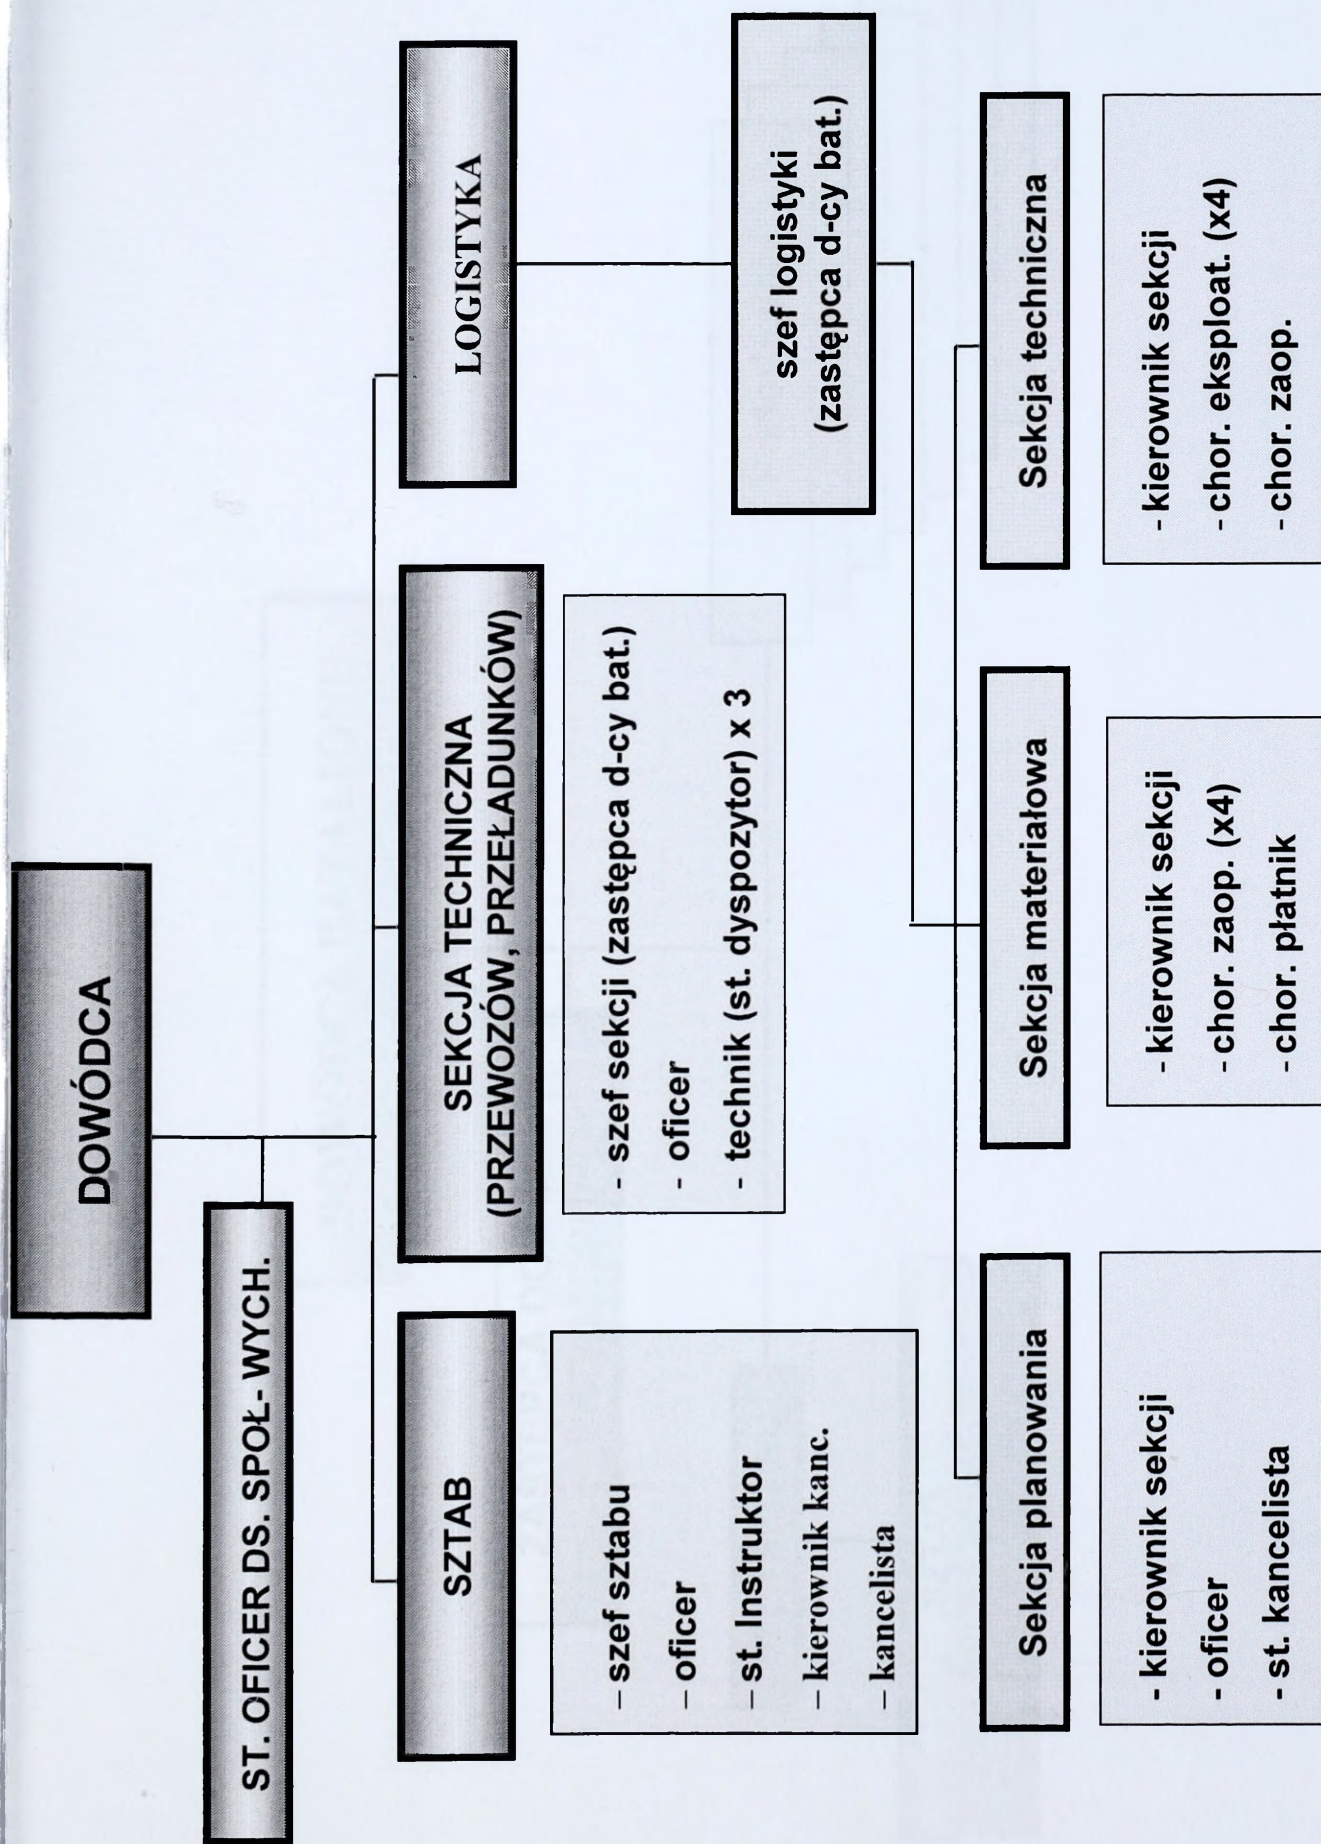 DOWÓDCA
ST. OFICER DS. SPOŁ- WYCH.
SZTAB
– szef sztabu
– oficer
– st. Instruktor
– kierownik kanc.
– kancelista
SEKCJA TECHNICZNA
(PRZEWOZÓW, PRZEŁADUNKÓW)
- szef sekcji (zastępca d-cy bat.)
- oficer
- technik (st. dyspozytor) x 3
LOGISTYKA
szef logistyki
(zastępca d-cy bat.)
Sekcja planowania
- kierownik sekcji
- oficer
- st. kancelista
Sekcja materiałowa
- kierownik sekcji
- chor. zaop. (x4)
- chor. płatnik
Sekcja techniczna
- kierownik sekcji
- chor. eksploat. (x4)
- chor. zaop.